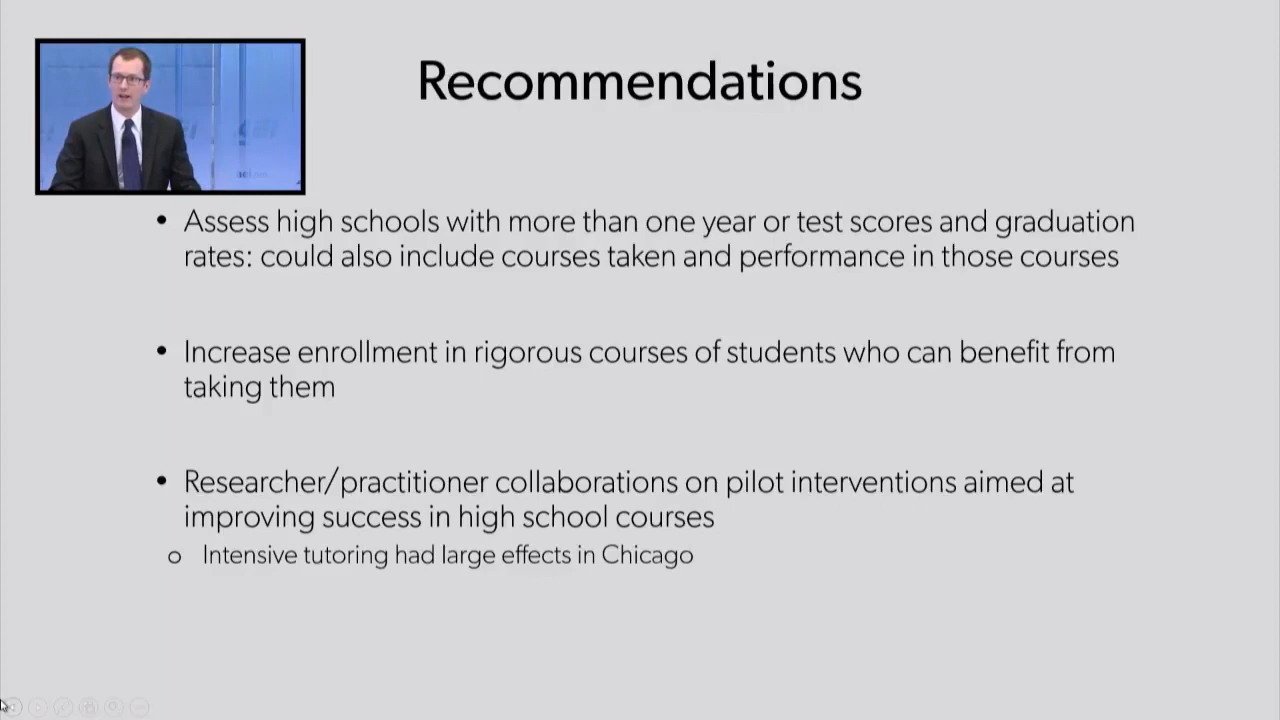 Recommendations
• Assess high schools with more than one year or test scores and graduation
rates: could also include courses taken and performance in those courses
• Increase enrollment in rigorous courses of students who can benefit from
taking them
• Researcher/practitioner collaborations on pilot interventions aimed at
improving success in high school courses
o Intensive tutoring had large effects in Chicago